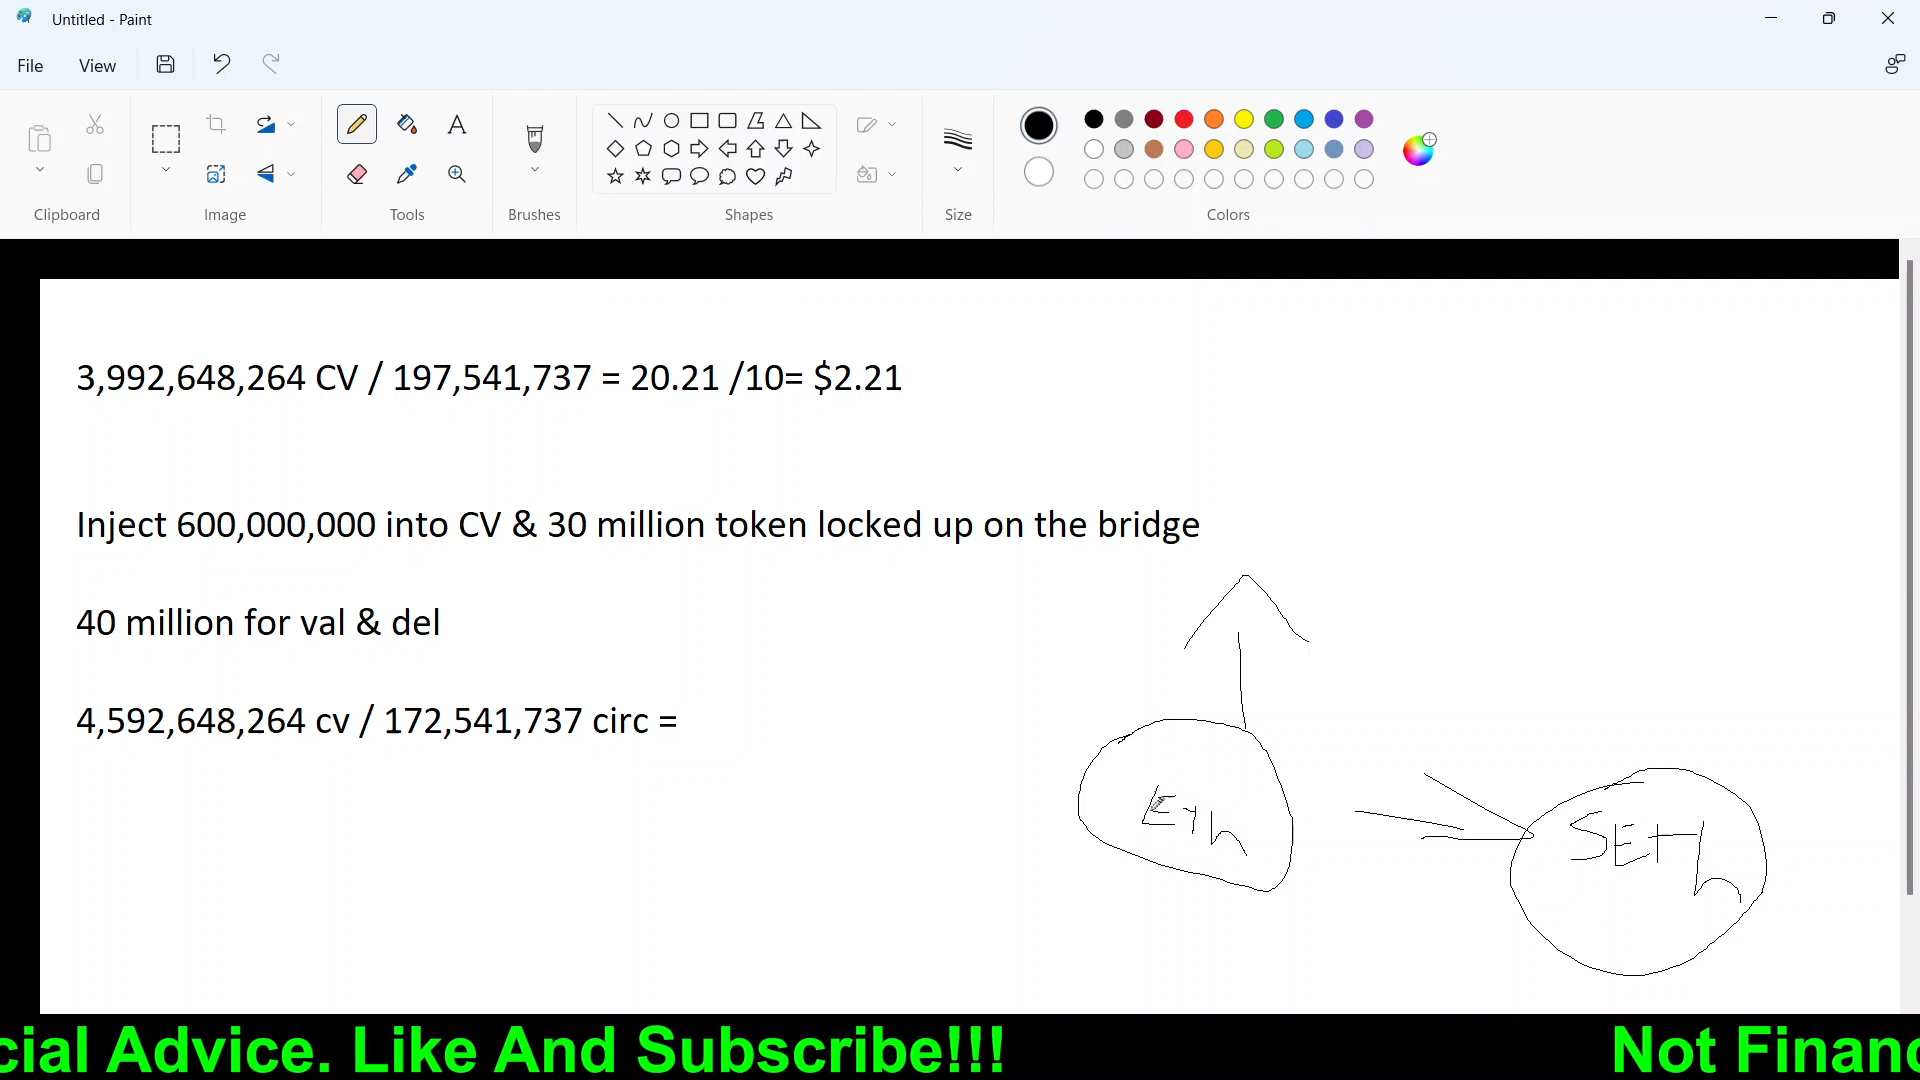 Untitled - Paint
File View
Clipboard Image Tools Brushes Shapes Size Colors
3,992,648,264 CV / 197,541,737 = 20.21 /10= $2.21
Inject 600,000,000 into CV & 30 million token locked up on the bridge
40 million for val & del
4,592,648,264 cv / 172,541,737 circ =
Eth
SETH
cial Advice. Like And Subscribe!!! Not Financ